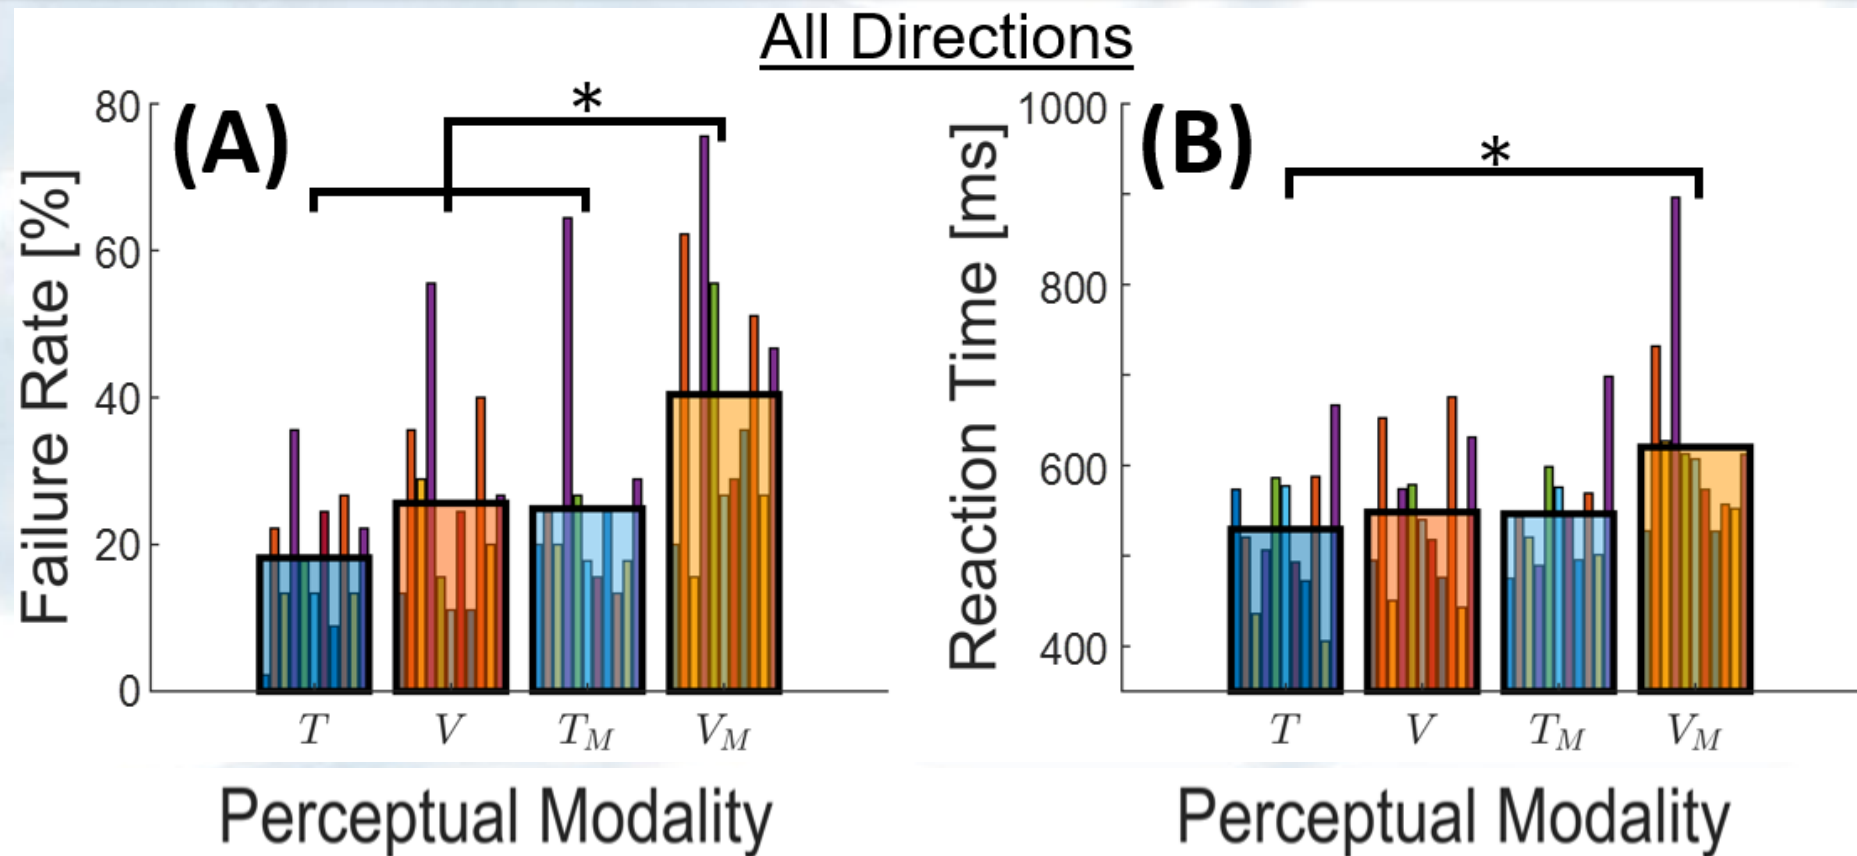 All Directions
(A)
*
Failure Rate [%]
80
60
40
20
0
T V T_M V_M
Perceptual Modality
(B)
*
Reaction Time [ms]
1000
800
600
400
T V T_M V_M
Perceptual Modality